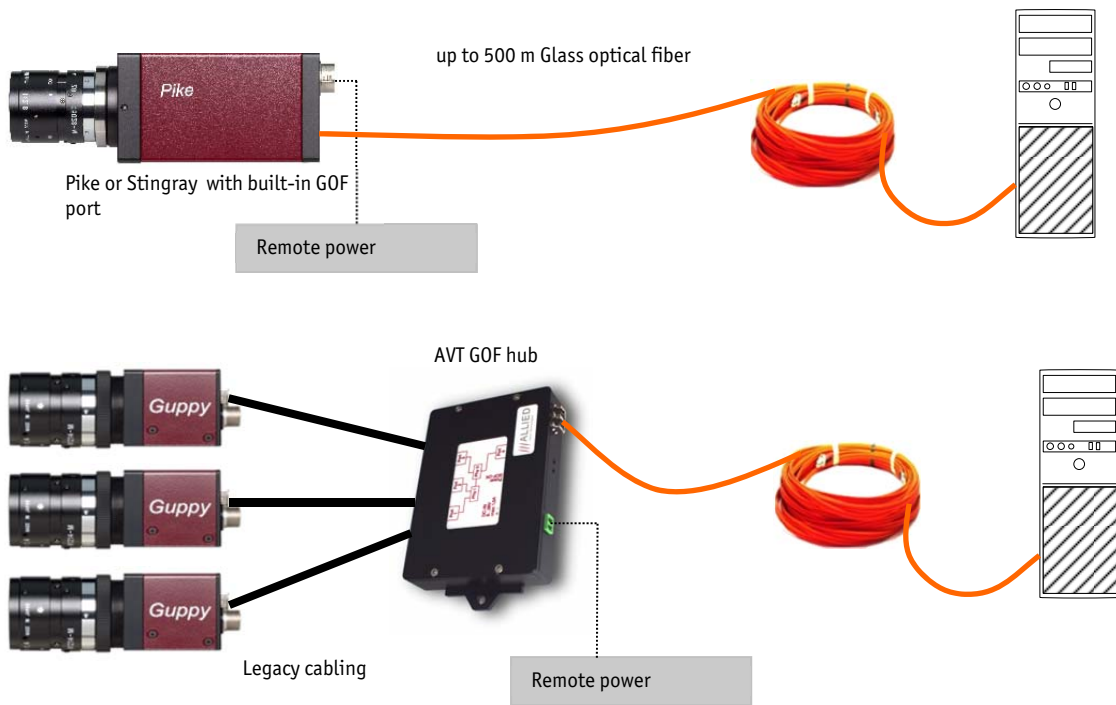 up to 500 m Glass optical fiber
Pike
Pike or Stingray with built-in GOF
port
Remote power
AVT GOF hub
Guppy
ALLIED
Guppy
Guppy
Legacy cabling
Remote power